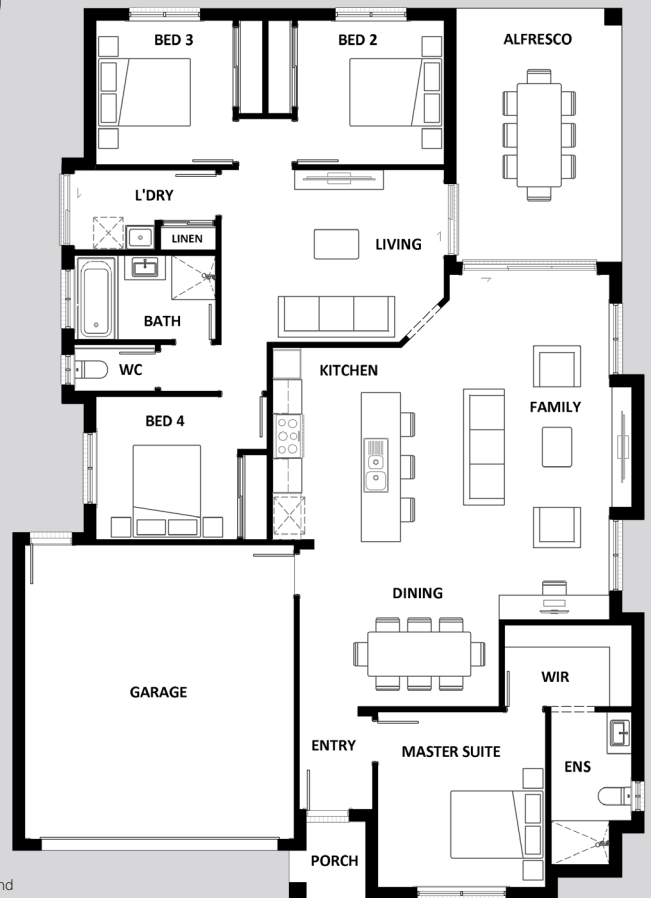 BED 3
BED 2
ALFRESCO
L'DRY
LINEN
LIVING
BATH
WC
KITCHEN
BED 4
FAMILY
DINING
GARAGE
WIR
ENTRY
MASTER SUITE
ENS
PORCH
nd